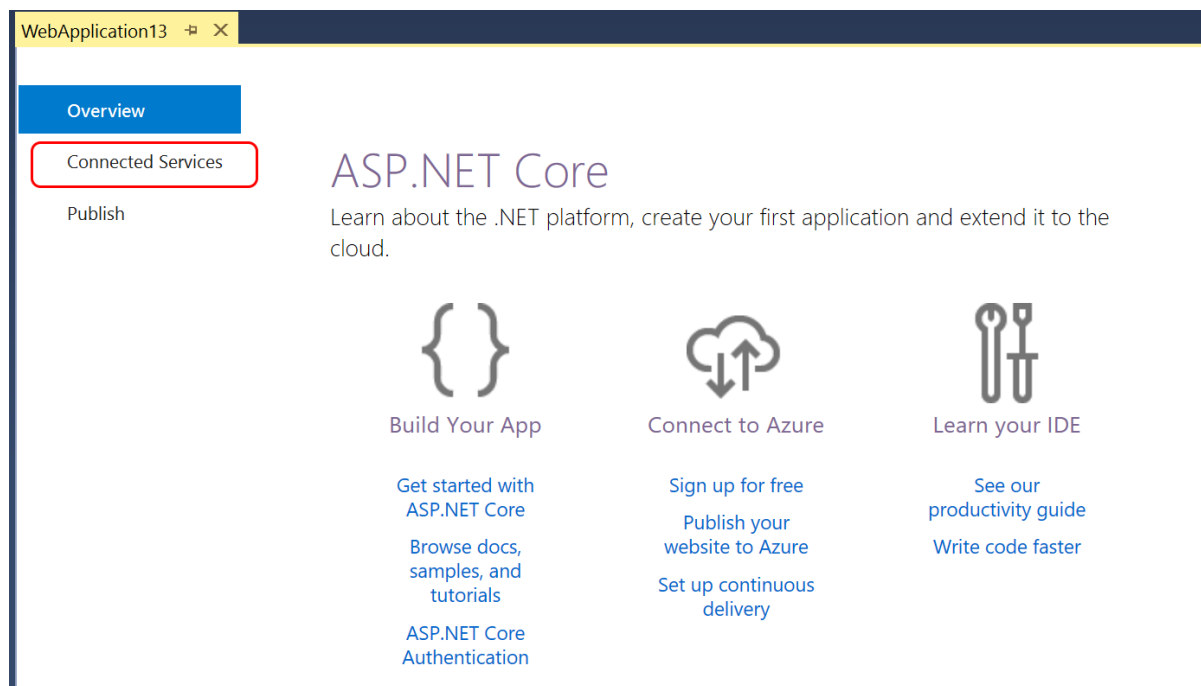 WebApplication13
Overview
Connected Services
Publish
ASP.NET Core
Learn about the .NET platform, create your first application and extend it to the
cloud.
Build Your App
Get started with
ASP.NET Core
Browse docs,
samples, and
tutorials
ASP.NET Core
Authentication
Connect to Azure
Sign up for free
Publish your
website to Azure
Set up continuous
delivery
Learn your IDE
See our
productivity guide
Write code faster